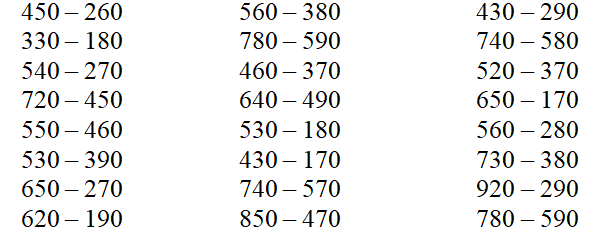 450 – 260 560 – 380 430 – 290
330 – 180 780 – 590 740 – 580
540 – 270 460 – 370 520 – 370
720 – 450 640 – 490 650 – 170
550 – 460 530 – 180 560 – 280
530 – 390 430 – 170 730 – 380
650 – 270 740 – 570 920 – 290
620 – 190 850 – 470 780 – 590